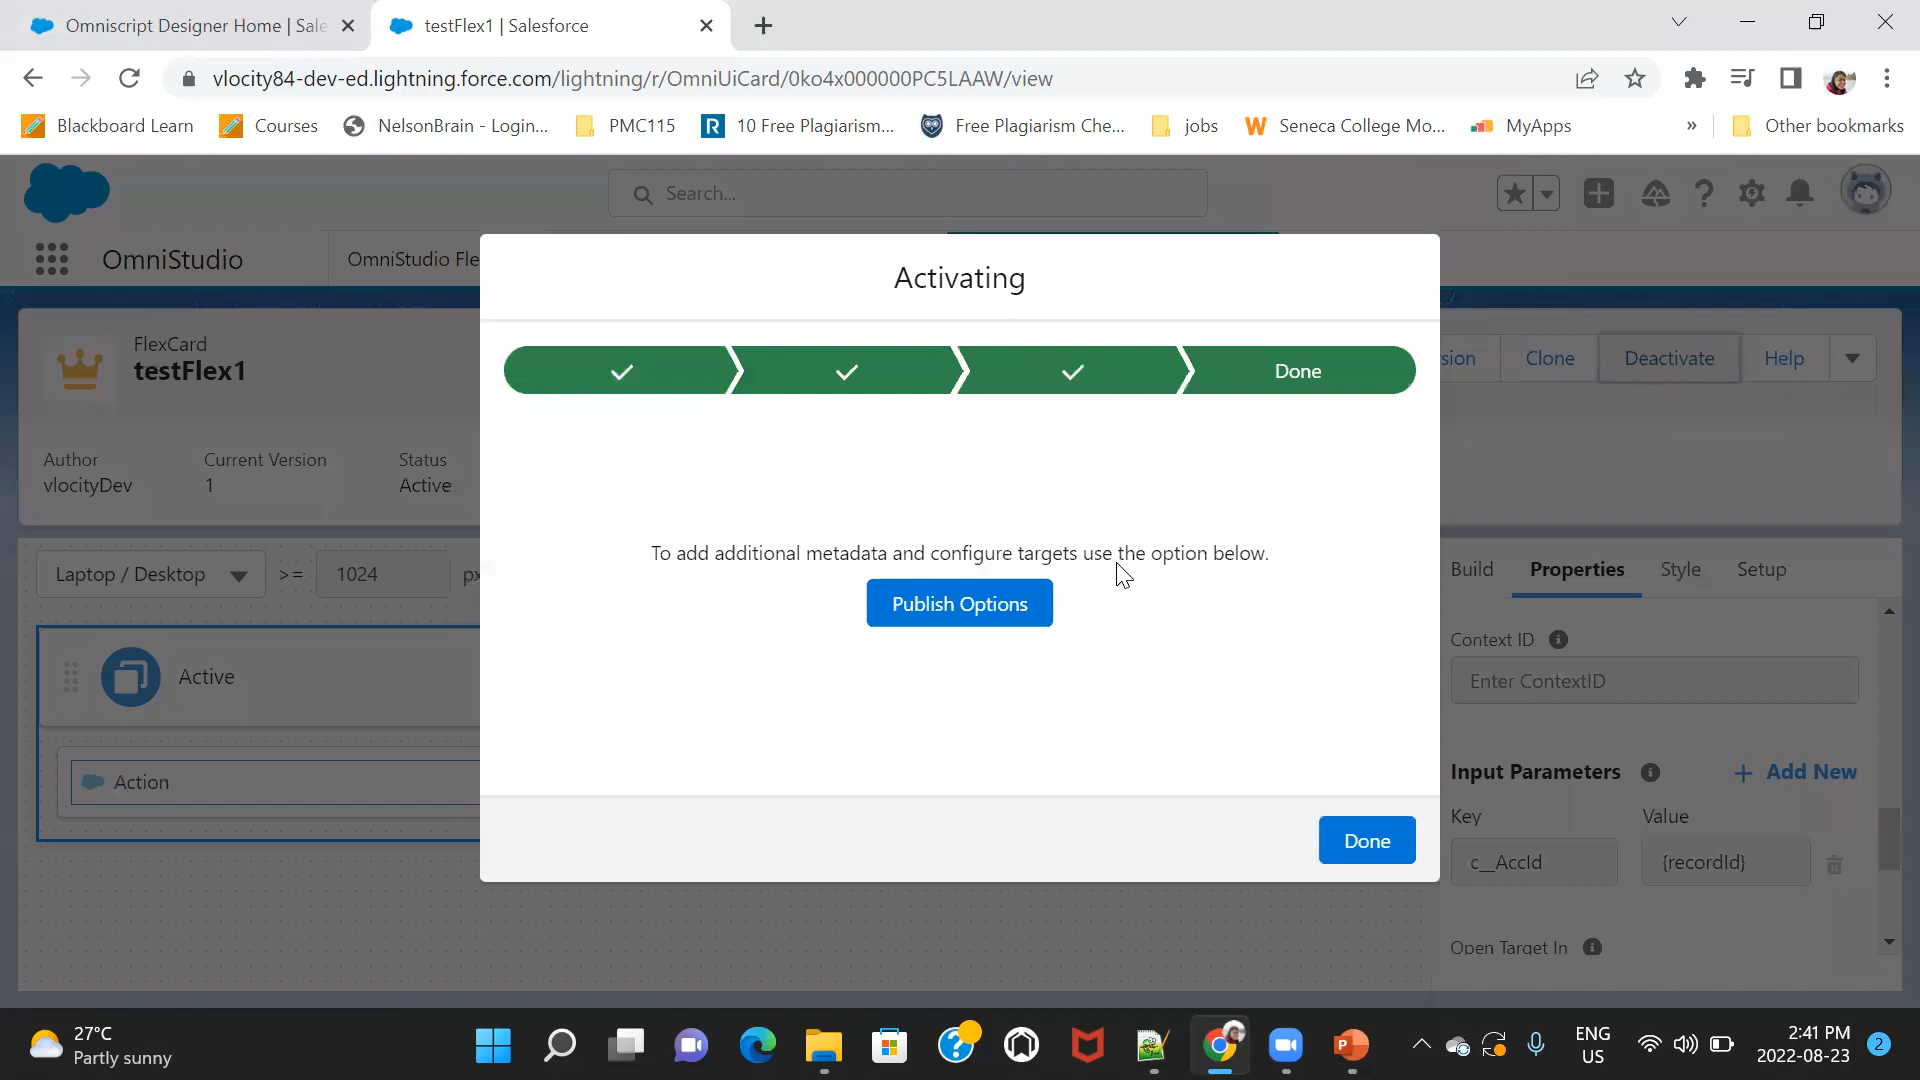 Omniscript Designer Home | Sale
testFlex1 | Salesforce
vlocity84-dev-ed.lightning.force.com/lightning/r/OmniUiCard/0ko4x000000PC5LAAW/view
Blackboard Learn
Courses
NelsonBrain - Login...
PMC115
R
10 Free Plagiarism...
Free Plagiarism Che...
jobs
W
Seneca College Mo...
MyApps
»
Other bookmarks
Search...
OmniStudio
OmniStudio Fle
Activating
FlexCard
testFlex1
sion
Clone
Deactivate
Help
Done
Author
Current Version
Status
vlocityDev
1
Active
To add additional metadata and configure targets use the option below.
Publish Options
Laptop / Desktop
>=
1024
px
Build
Properties
Style
Setup
Context ID
Enter ContextID
Active
Action
Input Parameters
+ Add New
Key
Value
c__AccId
{recordId}
Done
Open Target In
27°C
Partly sunny
ENG
US
2:41 PM
2022-08-23
2